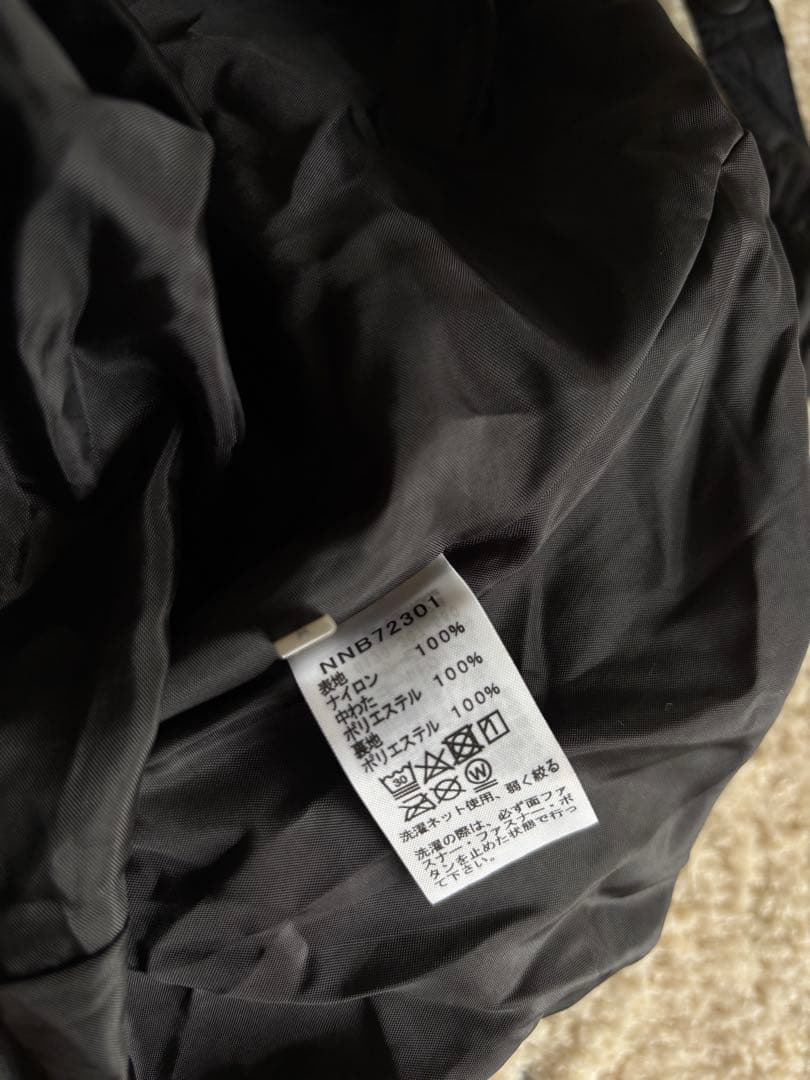 NNB72301
表地
ナイロン 100%
中わた
ポリエステル 100%
裏地
ポリエステル 100%
30
W
洗濯ネット使用、弱く絞る
洗濯の際は、必ず面ファ
スナー・ファスナー・ボ
タンを止めた状態で行っ
て下さい。